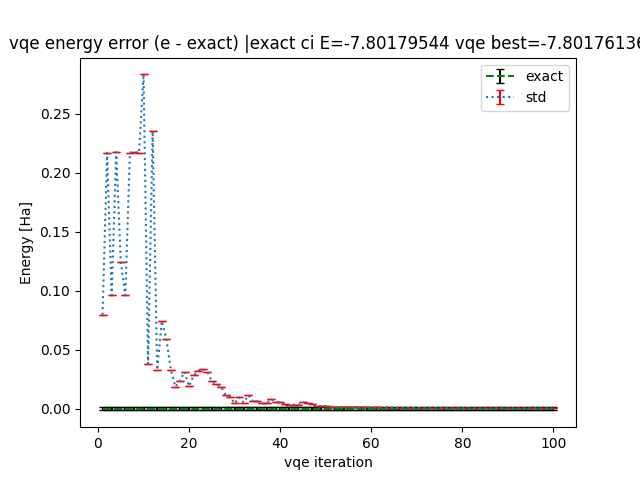 vqe energy error (e - exact) |exact ci E=-7.80179544 vqe best=-7.80176136
exact
std
Energy [Ha]
0.25
0.20
0.15
0.10
0.05
0.00
0
20
40
60
80
100
vqe iteration